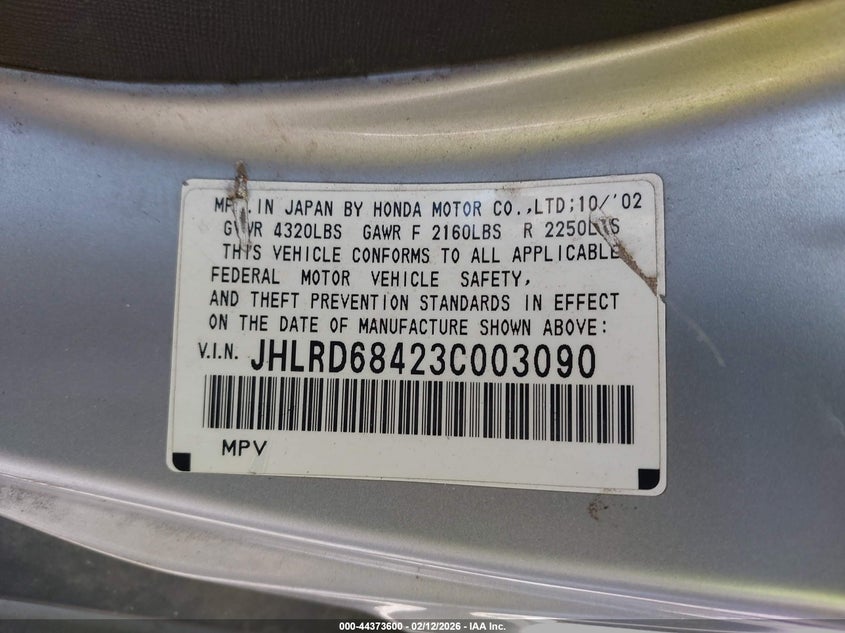 MFD. IN JAPAN BY HONDA MOTOR CO.,LTD;10/'02
GVWR 4320LBS GAWR F 2160LBS R 2250LBS
THIS VEHICLE CONFORMS TO ALL APPLICABLE
FEDERAL MOTOR VEHICLE SAFETY,
AND THEFT PREVENTION STANDARDS IN EFFECT
ON THE DATE OF MANUFACTURE SHOWN ABOVE:
V.I.N. JHLRD68423C003090
MPV
000-44373600 - 02/12/2026 - IAA Inc.